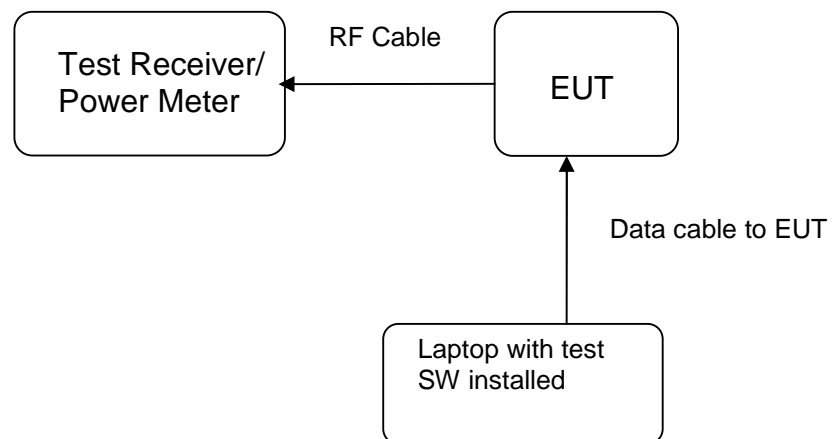 RF Cable
Test Receiver/
Power Meter
EUT
Data cable to EUT
Laptop with test
SW installed